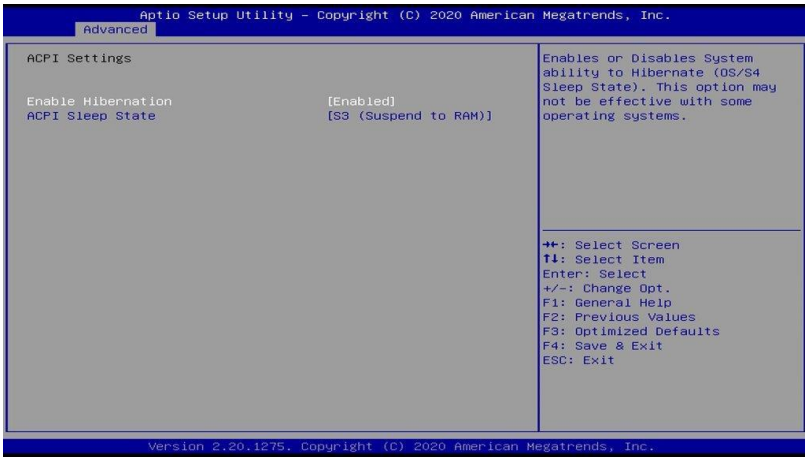 Aptio Setup Utility – Copyright (C) 2020 American Megatrends, Inc.
Advanced
ACPI Settings
Enable Hibernation [Enabled]
ACPI Sleep State [S3 (Suspend to RAM)]
Enables or Disables System
ability to Hibernate (OS/S4
Sleep State). This option may
not be effective with some
operating systems.
→←: Select Screen
↑↓: Select Item
Enter: Select
+/-: Change Opt.
F1: General Help
F2: Previous Values
F3: Optimized Defaults
F4: Save & Exit
ESC: Exit
Version 2.20.1275. Copyright (C) 2020 American Megatrends, Inc.